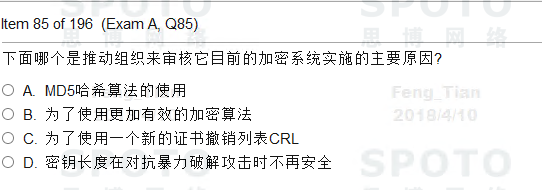 SPOTO
Item 85 of 196 (Exam A, Q85)
思博网络
下面哪个是推动组织来审核它目前的加密系统实施的主要原因?
A. MD5哈希算法的使用
Feng_Tian
B. 为了使用更加有效的加密算法
2018/4/10
C. 为了使用一个新的证书撤销列表CRL
D. 密钥长度在对抗暴力破解攻击时不再安全
SPOTO